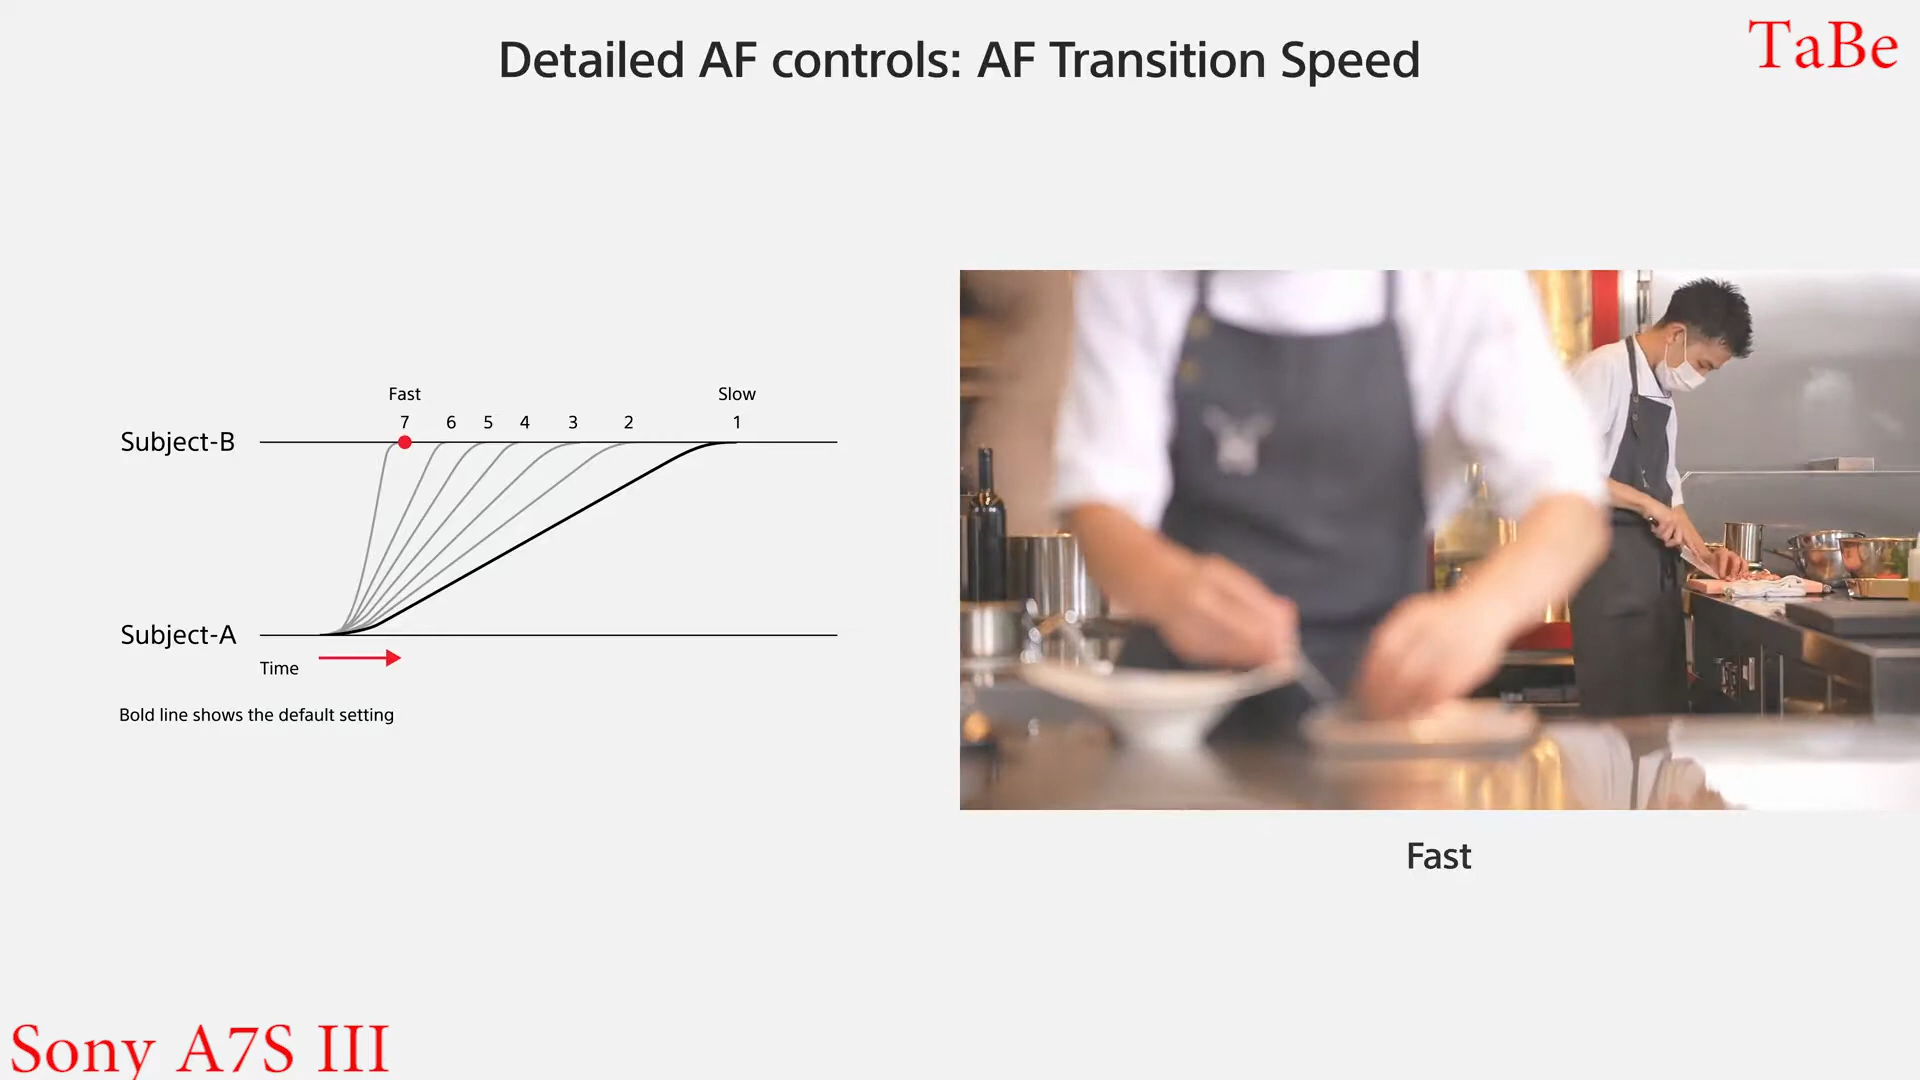 Detailed AF controls: AF Transition Speed
TaBe
Fast
Slow
7 6 5 4 3 2 1
Subject-B
Subject-A
Time
Bold line shows the default setting
Fast
Sony A7S III